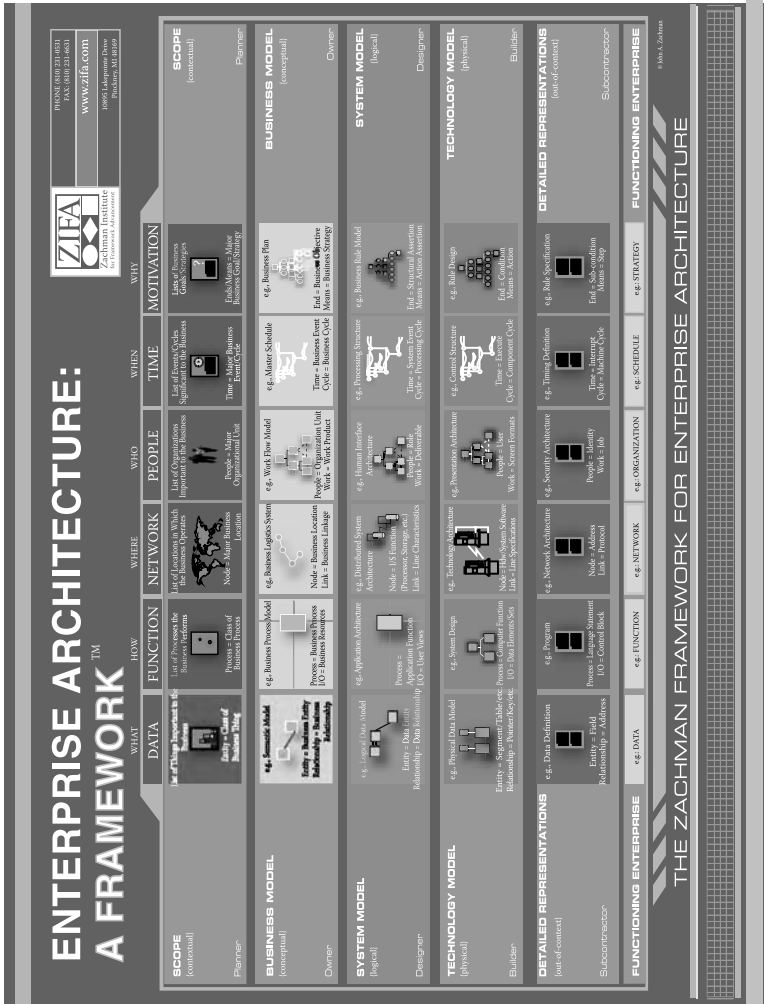 ENTERPRISE ARCHITECTURE:
A FRAMEWORK ™
ZIFA
Zachman Institute
for Framework Advancement
PHONE (810) 231-0531
FAX: (810) 231-6631
www.zifa.com
10895 Lakepointe Drive
Pinckney, MI 48169
WHAT
HOW
WHERE
WHO
WHEN
WHY
DATA
FUNCTION
NETWORK
PEOPLE
TIME
MOTIVATION
SCOPE
(contextual)
Planner
List of Things Important to the
Business
Entity = Class of
Business Thing
List of Processes the
Business Performs
Process = Class of
Business Process
List of Locations in Which
the Business Operates
Node = Major Business
Location
List of Organizations
Important to the Business
People = Major
Organizational Unit
List of Events/Cycles
Significant to the Business
Time = Major Business
Event/Cycle
Lists of Business
Goals/Strategies
Ends/Means = Major
Business Goal/Strategy
SCOPE
(contextual)
Planner
BUSINESS MODEL
(conceptual)
Owner
e.g., Semantic Model
Entity = Business Entity
Relationship = Business
Relationship
e.g., Business Process Model
Process = Business Process
I/O = Business Resources
e.g., Business Logistics System
Node = Business Location
Link = Business Linkage
e.g., Work Flow Model
People = Organization Unit
Work = Work Product
e.g., Master Schedule
Time = Business Event
Cycle = Business Cycle
e.g., Business Plan
End = Business Objective
Means = Business Strategy
BUSINESS MODEL
(conceptual)
Owner
SYSTEM MODEL
(logical)
Designer
e.g., Logical Data Model
Entity = Data Entity
Relationship = Data Relationship
e.g., Application Architecture
Process =
Application Function
I/O = User Views
e.g., Distributed System
Architecture
Node = I/S Function
(Processor, Storage, etc.)
Link = Line Characteristics
e.g., Human Interface
Architecture
People = Role
Work = Deliverable
e.g., Processing Structure
Time = System Event
Cycle = Processing Cycle
e.g., Business Rule Model
End = Structural Assertion
Means = Action Assertion
SYSTEM MODEL
(logical)
Designer
TECHNOLOGY MODEL
(physical)
Builder
e.g., Physical Data Model
Entity = Segment/Table/etc.
Relationship = Pointer/Key/etc.
e.g., System Design
Process = Computer Function
I/O = Data Elements/Sets
e.g., Technology Architecture
Node = Hdw/System Software
Link = Line Specifications
e.g., Presentation Architecture
People = User
Work = Screen Formats
e.g., Control Structure
Time = Execute
Cycle = Component Cycle
e.g., Rule Design
End = Condition
Means = Action
TECHNOLOGY MODEL
(physical)
Builder
DETAILED REPRESENTATIONS
(out-of-context)
Subcontractor
e.g., Data Definition
Entity = Field
Relationship = Address
e.g., Program
Process = Language Statement
I/O = Control Block
e.g., Network Architecture
Node = Address
Link = Protocol
e.g., Security Architecture
People = Identity
Work = Job
e.g., Timing Definition
Time = Interrupt
Cycle = Machine Cycle
e.g., Rule Specification
End = Sub-condition
Means = Step
DETAILED REPRESENTATIONS
(out-of-context)
Subcontractor
FUNCTIONING ENTERPRISE
e.g.: DATA
e.g.: FUNCTION
e.g.: NETWORK
e.g.: ORGANIZATION
e.g.: SCHEDULE
e.g.: STRATEGY
FUNCTIONING ENTERPRISE
© John A. Zachman
THE ZACHMAN FRAMEWORK FOR ENTERPRISE ARCHITECTURE